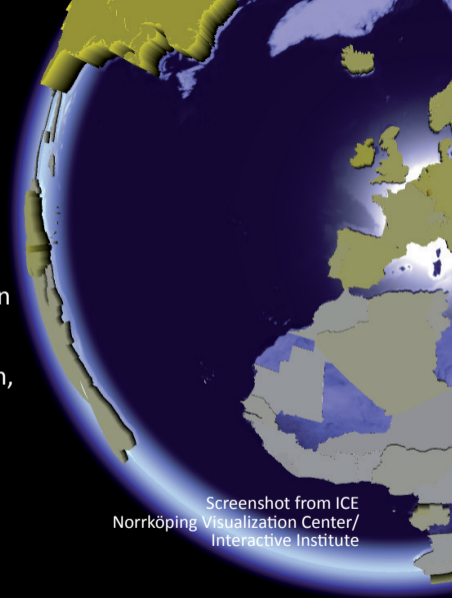 n
n,
Screenshot from ICE
Norrköping Visualization Center/
Interactive Institute